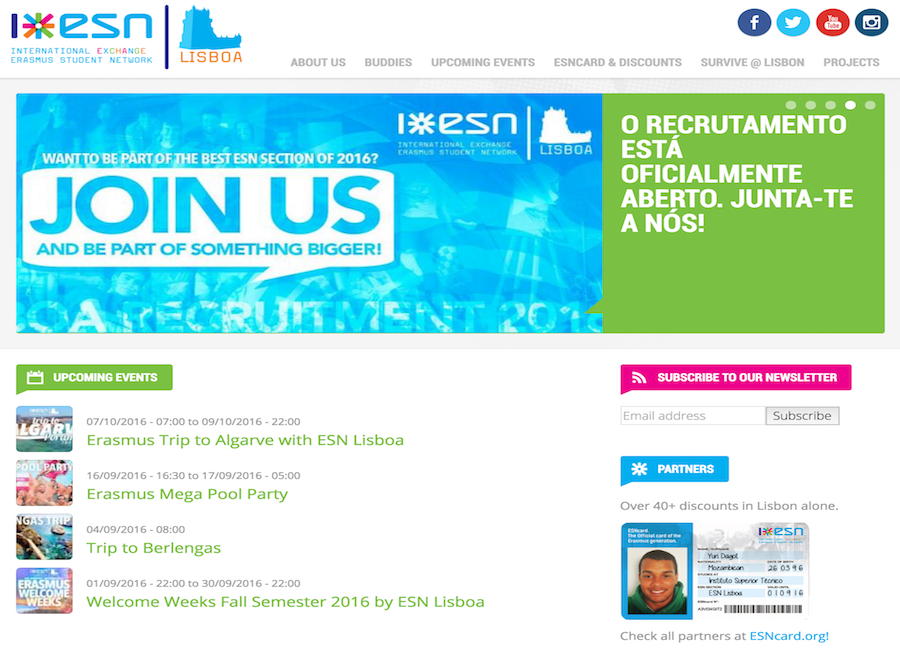 esn
INTERNATIONAL EXCHANGE
ERASMUS STUDENT NETWORK
LISBOA
You
Tube
ABOUT US
BUDDIES
UPCOMING EVENTS
ESNCARD & DISCOUNTS
SURVIVE @ LISBON
PROJECTS
esn
INTERNATIONAL EXCHANGE
ERASMUS STUDENT NETWORK
LISBOA
WANT TO BE PART OF THE BEST ESN SECTION OF 2016?
JOIN US
AND BE PART OF SOMETHING BIGGER!
RECRUITMENT 2016
O RECRUTAMENTO
ESTÁ
OFICIALMENTE
ABERTO. JUNTA-TE
A NÓS!
UPCOMING EVENTS
07/10/2016 - 07:00 to 09/10/2016 - 22:00
Erasmus Trip to Algarve with ESN Lisboa
POOL PARTY
16/09/2016 - 16:30 to 17/09/2016 - 05:00
Erasmus Mega Pool Party
TRIP
04/09/2016 - 08:00
Trip to Berlengas
ERASMUS
WELCOME
WEEKS
01/09/2016 - 22:00 to 30/09/2016 - 22:00
Welcome Weeks Fall Semester 2016 by ESN Lisboa
SUBSCRIBE TO OUR NEWSLETTER
Email address
Subscribe
PARTNERS
Over 40+ discounts in Lisbon alone.
ESNcard.
The Official card of the
Erasmus generation.
esn
Yuri Dagot
Mozambican
26 03 96
Instituto Superior Técnico
ESN Lisboa
01 09 16
Check all partners at ESNcard.org!